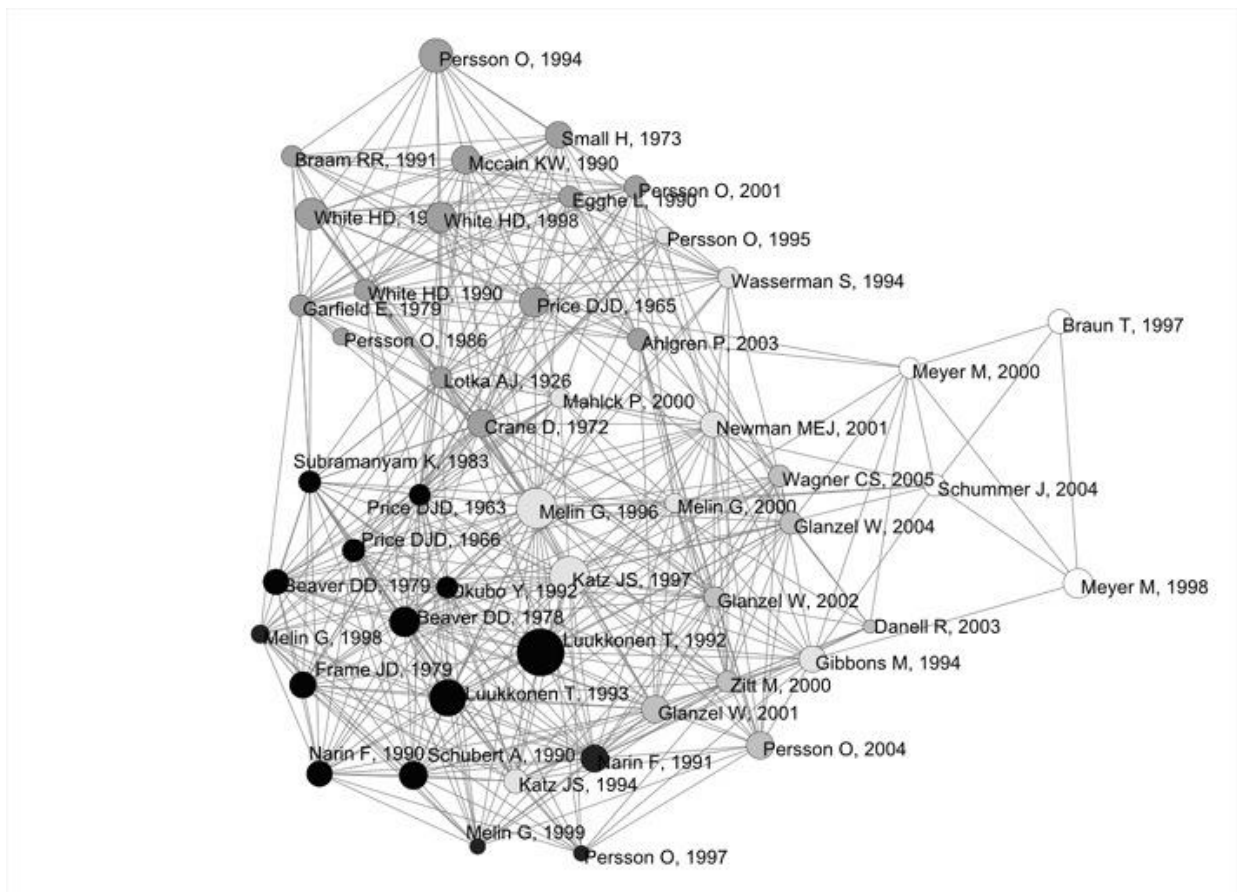 Persson O, 1994
Small H, 1973
Braam RR, 1991
Mccain KW, 1990
Persson O, 2001
Egghe L, 1990
White HD,
White HD, 1998
Persson O, 1995
Wasserman S, 1994
White HD, 1990
Garfield E, 1979
Price DJD, 1965
Braun T, 1997
Persson O, 1986
Ahlgren P, 2003
Meyer M, 2000
Lotka AJ, 1926
Mahlck P, 2000
Crane D, 1972
Newman MEJ, 2001
Subramanyam K, 1983
Wagner CS, 2005
Schummer J, 2004
Price DJD, 1963
Melin G, 1996
Melin G, 2000
Glanzel W, 2004
Price DJD, 1966
Beaver DD, 1979
Okubo Y, 1992
Katz JS, 1997
Meyer M, 1998
Glanzel W, 2002
Beaver DD, 1978
Danell R, 2003
Melin G, 1998
Luukkonen T, 1992
Gibbons M, 1994
Frame JD, 1979
Zitt M, 2000
Luukkonen T, 1993
Glanzel W, 2001
Narin F, 1990
Schubert A, 1990
Narin F, 1991
Persson O, 2004
Katz JS, 1994
Melin G, 1999
Persson O, 1997